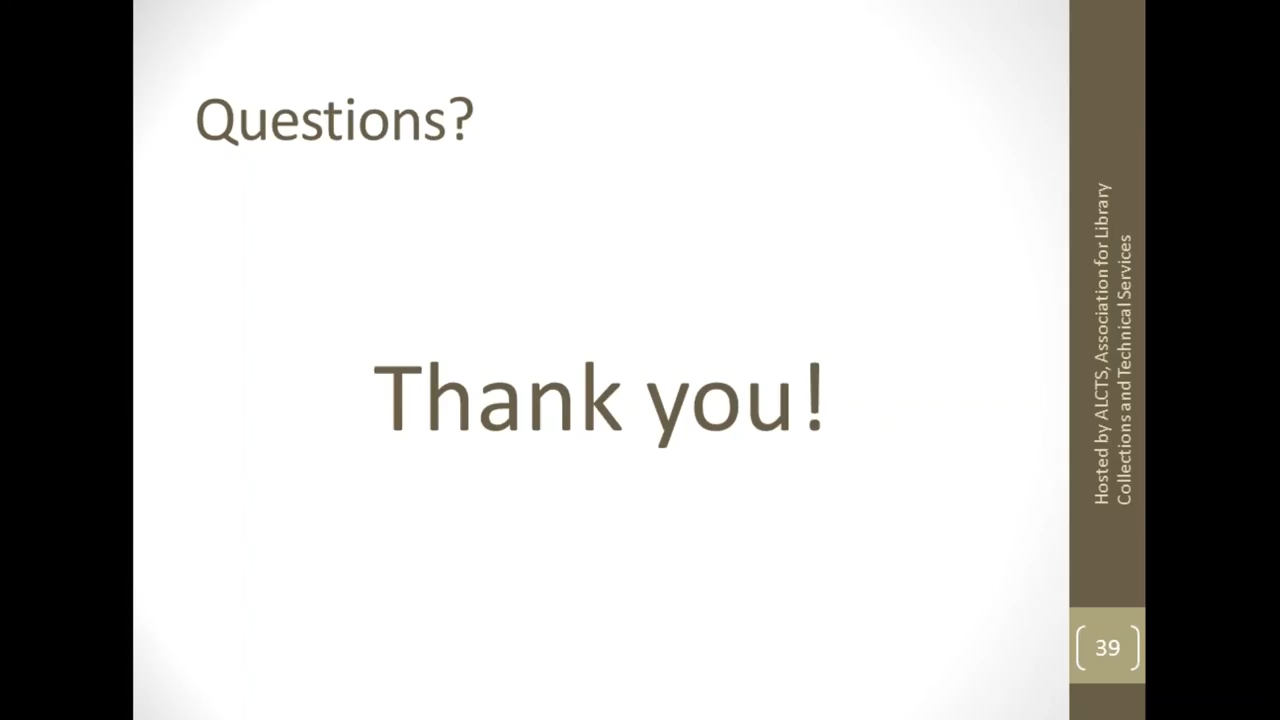 Questions?
Thank you!
Hosted by ALCTS, Association for Library
Collections and Technical Services
39